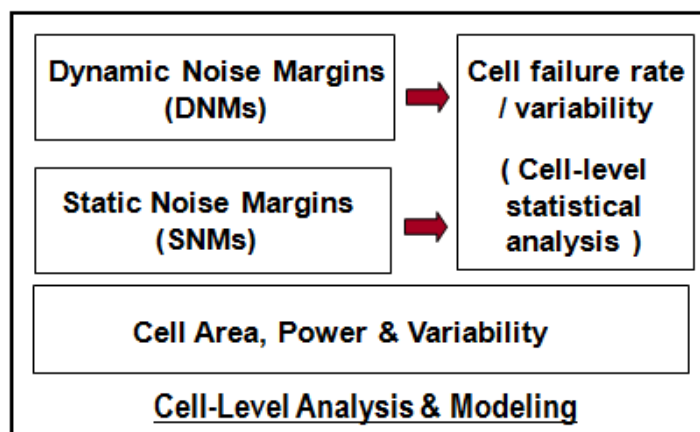 Dynamic Noise Margins
(DNMs)
Cell failure rate
/ variability
( Cell-level
statistical
analysis )
Static Noise Margins
(SNMs)
Cell Area, Power & Variability
Cell-Level Analysis & Modeling